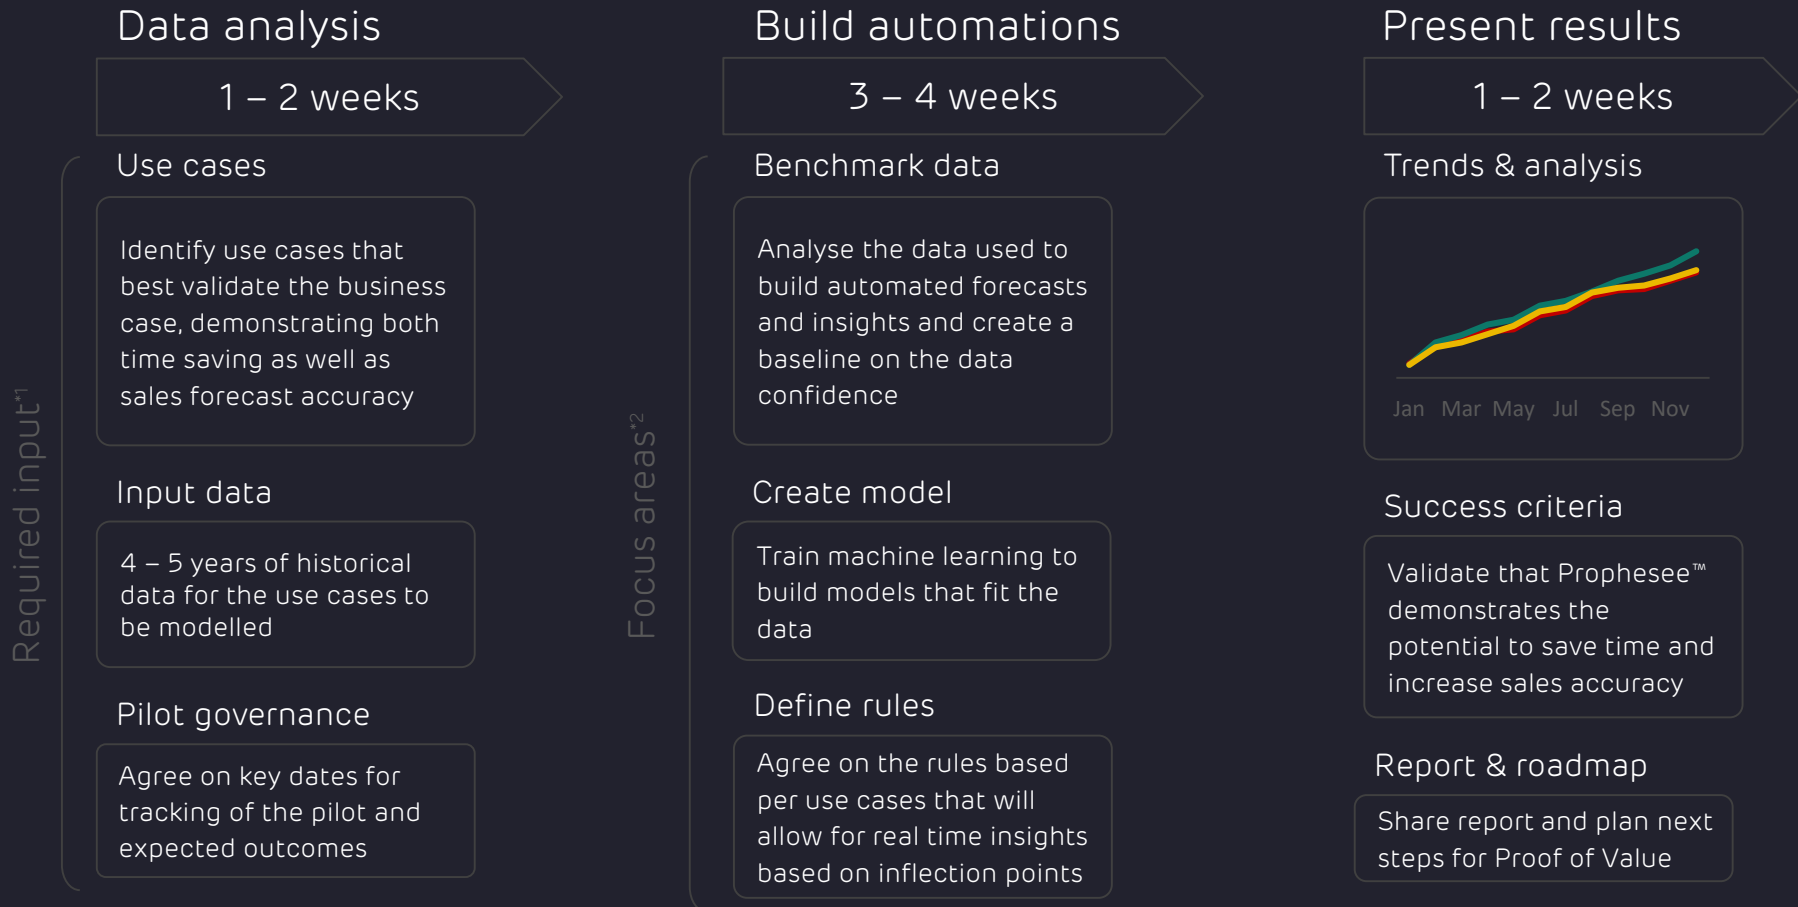 Data analysis
1 – 2 weeks
Required input*1
Use cases
Identify use cases that
best validate the business
case, demonstrating both
time saving as well as
sales forecast accuracy
Input data
4 – 5 years of historical
data for the use cases to
be modelled
Pilot governance
Agree on key dates for
tracking of the pilot and
expected outcomes
Build automations
3 – 4 weeks
Focus areas*2
Benchmark data
Analyse the data used to
build automated forecasts
and insights and create a
baseline on the data
confidence
Create model
Train machine learning to
build models that fit the
data
Define rules
Agree on the rules based
per use cases that will
allow for real time insights
based on inflection points
Present results
1 – 2 weeks
Trends & analysis
Jan Mar May Jul Sep Nov
Success criteria
Validate that Prophesee™
demonstrates the
potential to save time and
increase sales accuracy
Report & roadmap
Share report and plan next
steps for Proof of Value